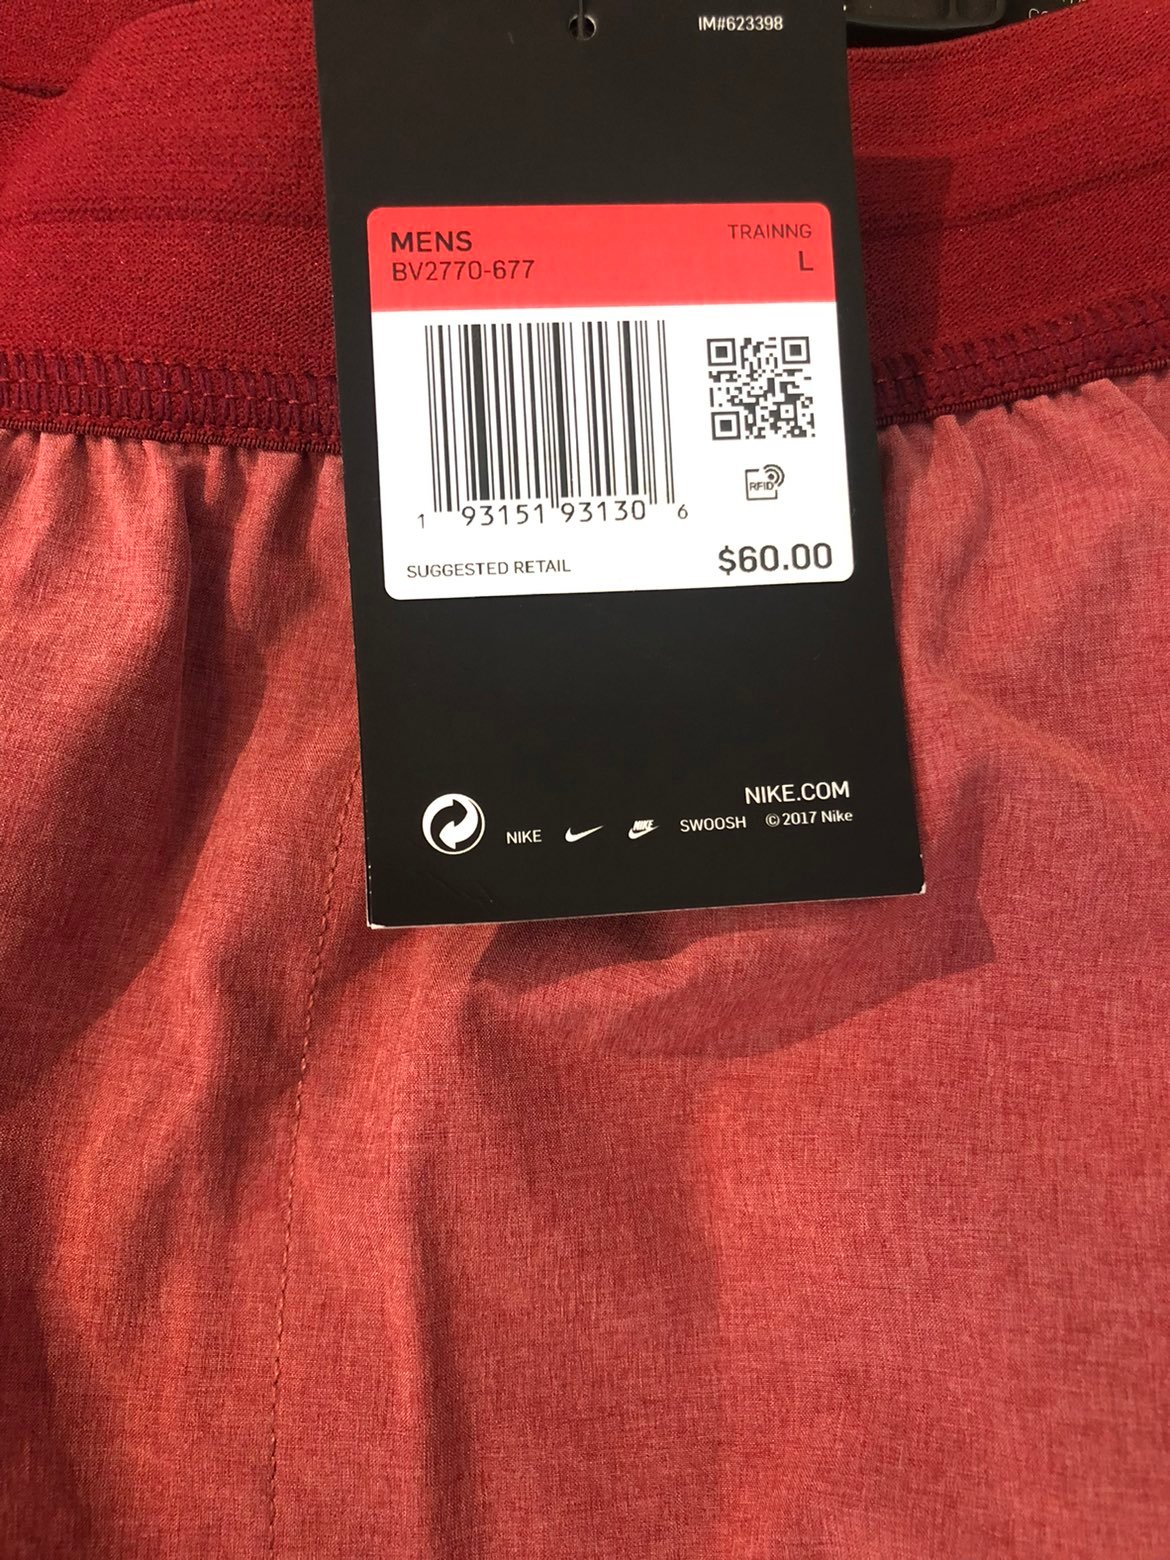 IM#623398
MENS
TRAINNG
BV2770-677
L
1 93151 93130 6
RFID
SUGGESTED RETAIL
$60.00
NIKE.COM
NIKE NIKE SWOOSH © 2017 Nike